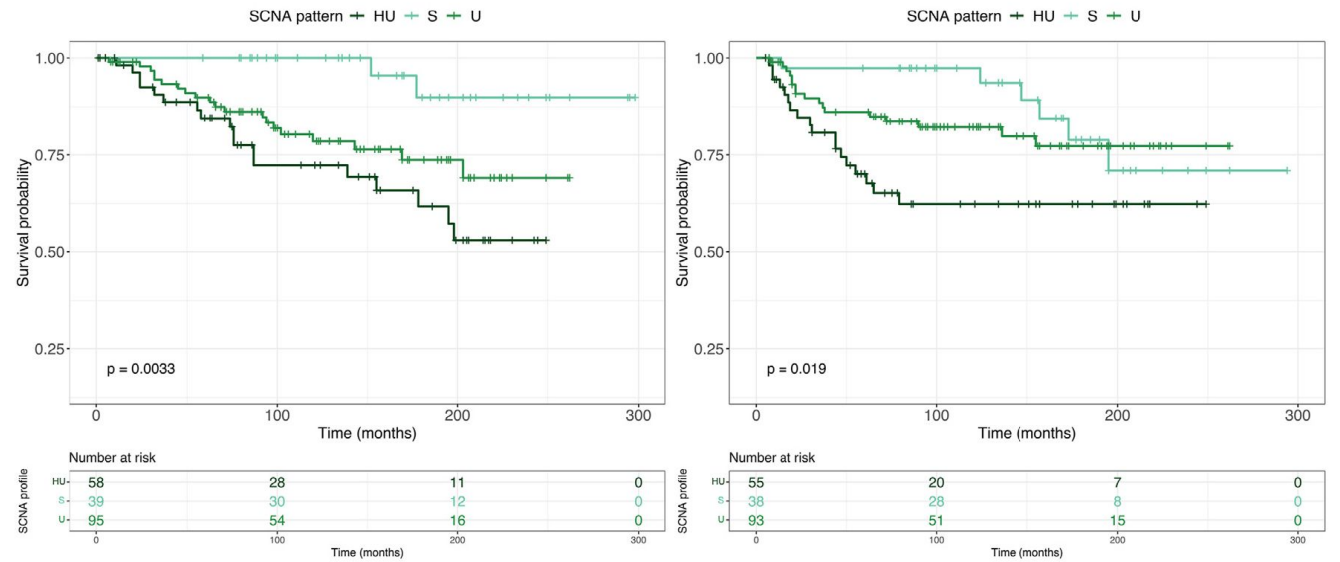 SCNA pattern HU S U
1.00
0.75
0.50
0.25
Survival probability
p = 0.0033
0 100 200 300
Time (months)
Number at risk
SCNA profile
HU 58 28 11 0
S 39 30 12 0
U 95 54 16 0
0 100 200 300
Time (months)
SCNA pattern HU S U
1.00
0.75
0.50
0.25
Survival probability
p = 0.019
0 100 200 300
Time (months)
Number at risk
SCNA profile
HU 55 20 7 0
S 38 28 8 0
U 93 51 15 0
0 100 200 300
Time (months)